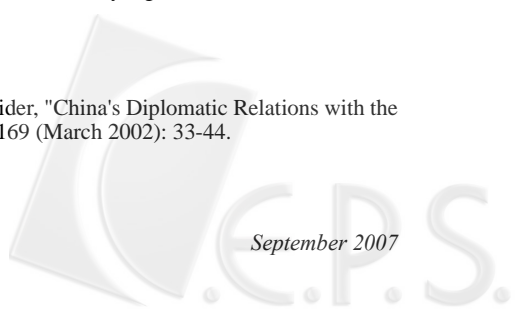 ider, "China's Diplomatic Relations with the
169 (March 2002): 33-44.
September 2007
C.E.P.S.